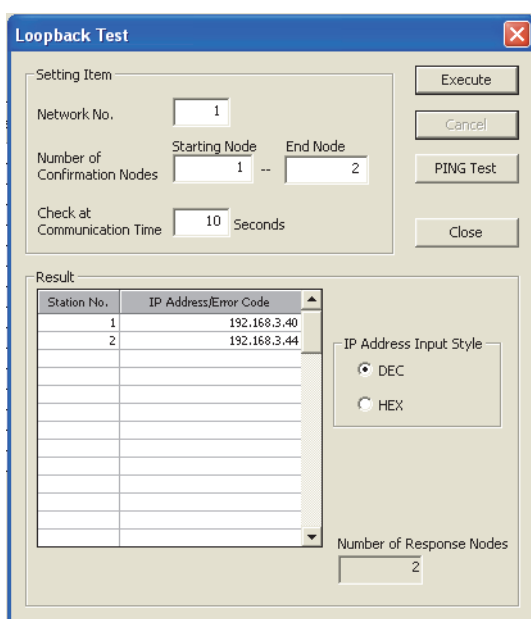 Loopback Test
Setting Item
Network No. 1
Starting Node End Node
Number of Confirmation Nodes 1 -- 2
Check at Communication Time 10 Seconds
Execute
Cancel
PING Test
Close
Result
Station No. IP Address/Error Code
1 192.168.3.40
2 192.168.3.44
IP Address Input Style
DEC
HEX
Number of Response Nodes
2